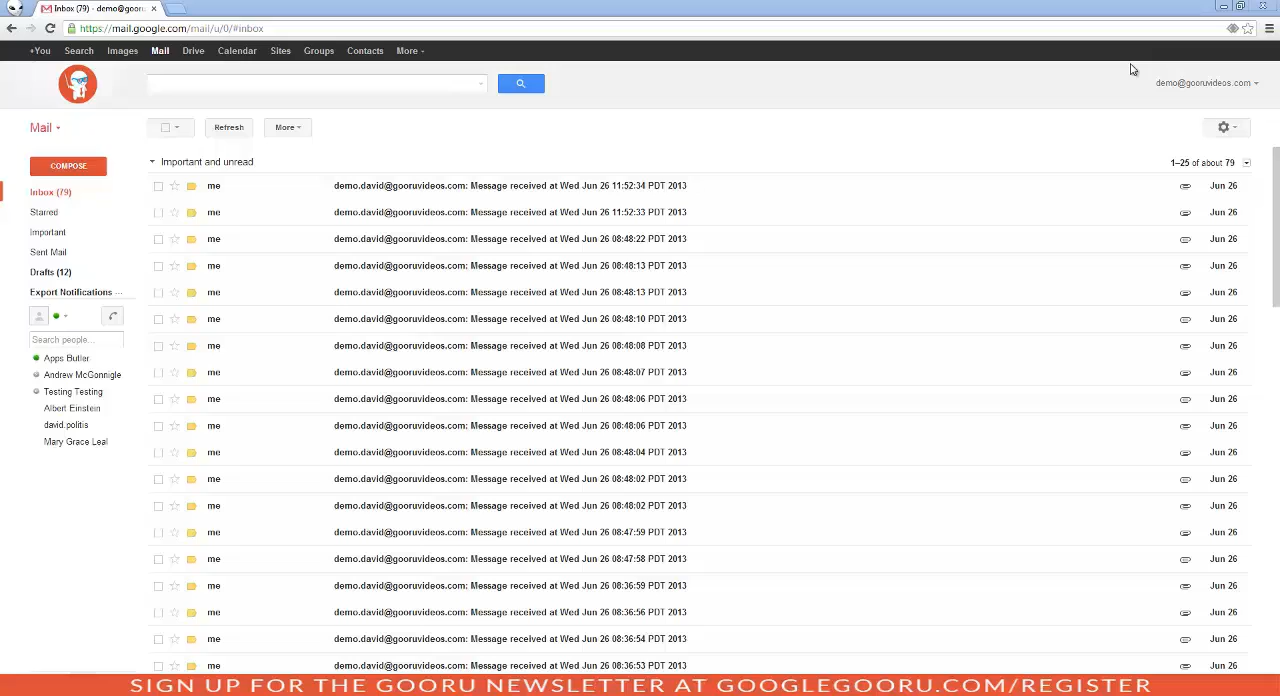 Inbox (79) - demo@gooru
https://mail.google.com/mail/u/0/#inbox
+You Search Images Mail Drive Calendar Sites Groups Contacts More
demo@gooruvideos.com
Mail
Refresh More
COMPOSE
Important and unread 1–25 of about 79
Inbox (79)
Starred
Important
Sent Mail
Drafts (12)
Export Notifications ...
Search people...
Apps Butler
Andrew McGonnigle
Testing Testing
Albert Einstein
david.politis
Mary Grace Leal
me demo.david@gooruvideos.com: Message received at Wed Jun 26 11:52:34 PDT 2013 Jun 26
me demo.david@gooruvideos.com: Message received at Wed Jun 26 11:52:33 PDT 2013 Jun 26
me demo.david@gooruvideos.com: Message received at Wed Jun 26 08:48:22 PDT 2013 Jun 26
me demo.david@gooruvideos.com: Message received at Wed Jun 26 08:48:13 PDT 2013 Jun 26
me demo.david@gooruvideos.com: Message received at Wed Jun 26 08:48:13 PDT 2013 Jun 26
me demo.david@gooruvideos.com: Message received at Wed Jun 26 08:48:10 PDT 2013 Jun 26
me demo.david@gooruvideos.com: Message received at Wed Jun 26 08:48:08 PDT 2013 Jun 26
me demo.david@gooruvideos.com: Message received at Wed Jun 26 08:48:07 PDT 2013 Jun 26
me demo.david@gooruvideos.com: Message received at Wed Jun 26 08:48:06 PDT 2013 Jun 26
me demo.david@gooruvideos.com: Message received at Wed Jun 26 08:48:06 PDT 2013 Jun 26
me demo.david@gooruvideos.com: Message received at Wed Jun 26 08:48:04 PDT 2013 Jun 26
me demo.david@gooruvideos.com: Message received at Wed Jun 26 08:48:02 PDT 2013 Jun 26
me demo.david@gooruvideos.com: Message received at Wed Jun 26 08:48:02 PDT 2013 Jun 26
me demo.david@gooruvideos.com: Message received at Wed Jun 26 08:47:59 PDT 2013 Jun 26
me demo.david@gooruvideos.com: Message received at Wed Jun 26 08:47:58 PDT 2013 Jun 26
me demo.david@gooruvideos.com: Message received at Wed Jun 26 08:36:59 PDT 2013 Jun 26
me demo.david@gooruvideos.com: Message received at Wed Jun 26 08:36:56 PDT 2013 Jun 26
me demo.david@gooruvideos.com: Message received at Wed Jun 26 08:36:54 PDT 2013 Jun 26
me demo.david@gooruvideos.com: Message received at Wed Jun 26 08:36:53 PDT 2013 Jun 26
SIGN UP FOR THE GOORU NEWSLETTER AT GOOGLEGOORU.COM/REGISTER